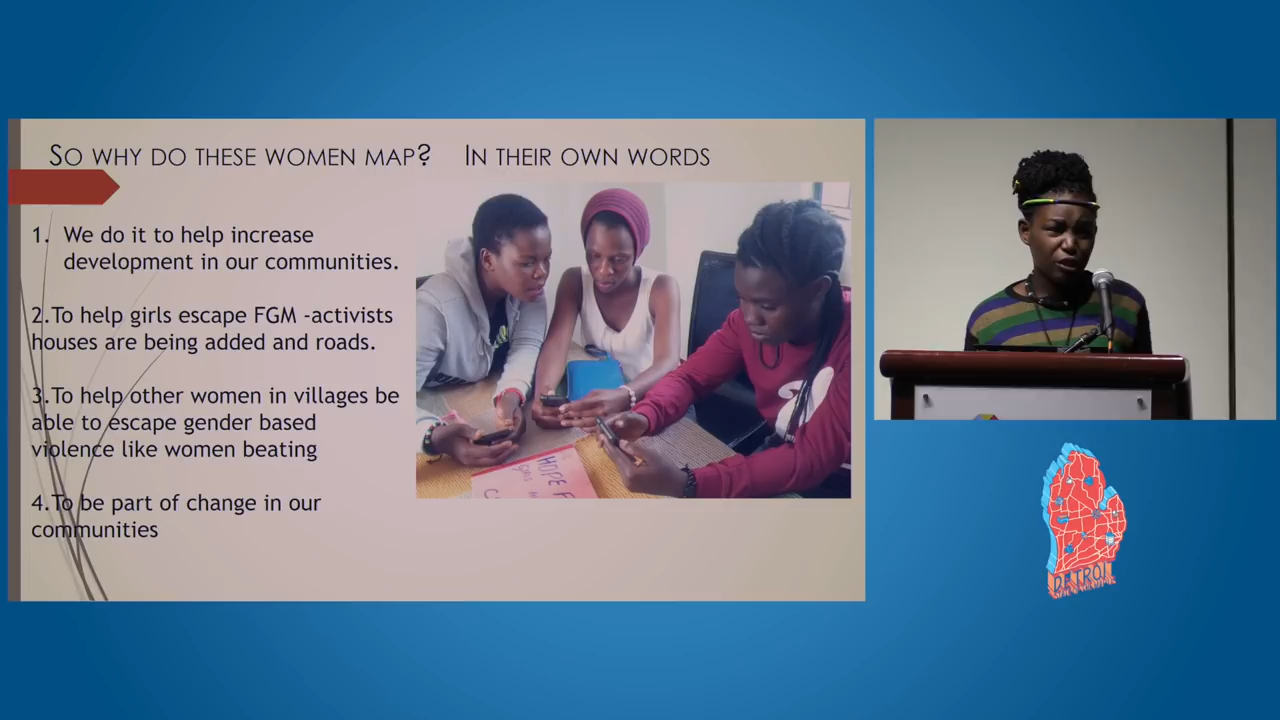 SO WHY DO THESE WOMEN MAP? IN THEIR OWN WORDS
1. We do it to help increase
development in our communities.
2.To help girls escape FGM -activists
houses are being added and roads.
3.To help other women in villages be
able to escape gender based
violence like women beating
4.To be part of change in our
communities
HOPE F
GIRLS
DETROIT